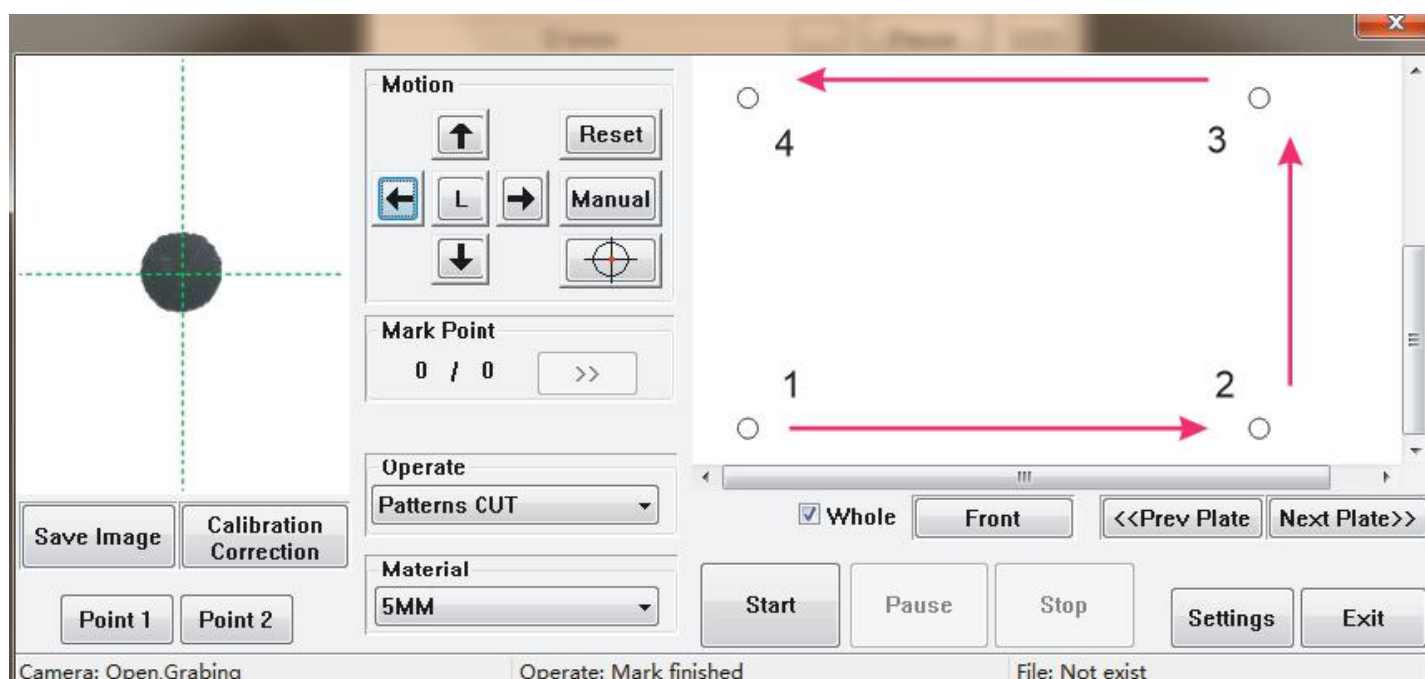 X
Motion
Reset
L
Manual
Mark Point
0 / 0
>>
Operate
Patterns CUT
Material
5MM
Save Image
Calibration
Correction
Point 1
Point 2
4
3
1
2
Whole
Front
<<Prev Plate
Next Plate>>
Start
Pause
Stop
Settings
Exit
Camera: Open,Grabing
Operate: Mark finished
File: Not exist